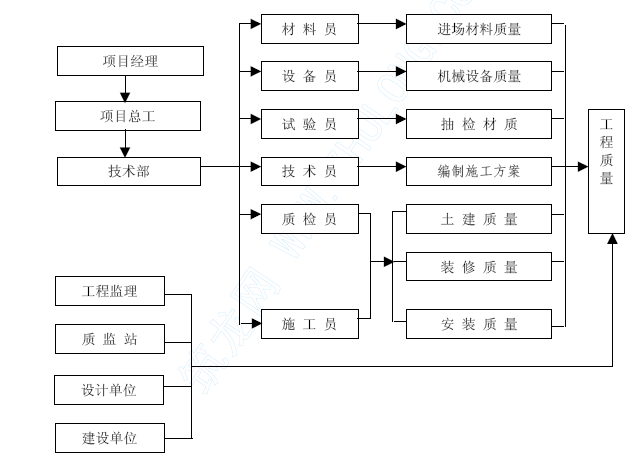 材 料 员
进场材料质量
项目经理
设 备 员
机械设备质量
项目总工
试 验 员
抽 检 材 质
工程质量
技术部
技 术 员
编制施工方案
质 检 员
土 建 质 量
装 修 质 量
施 工 员
安 装 质 量
工程监理
质 监 站
设计单位
建设单位
筑龙网